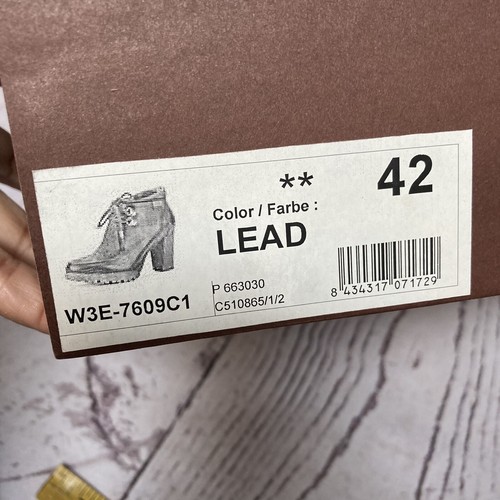 **
42
Color / Farbe :
LEAD
W3E-7609C1
P 663030
C510865/1/2
8 434317 071729